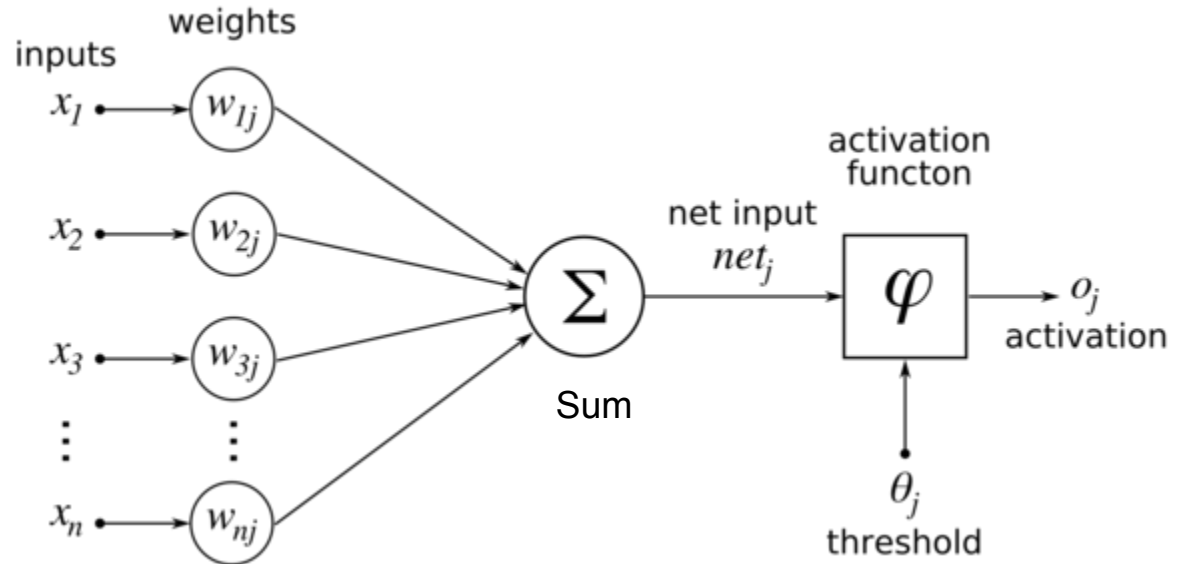 weights
inputs
x1
w1j
x2
w2j
x3
w3j
⋮
⋮
xn
wnj
Σ
Sum
net input
netj
activation
functon
φ
oj
activation
θj
threshold